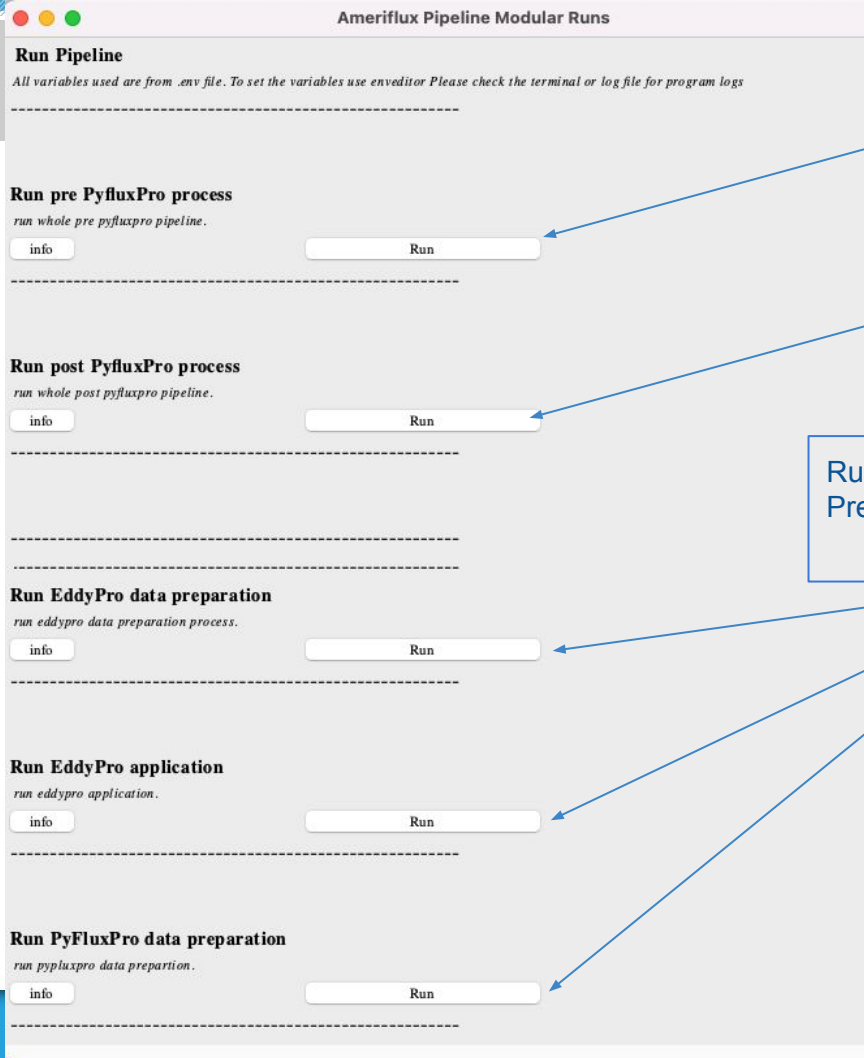 Ameriflux Pipeline Modular Runs
Run Pipeline
All variables used are from .env file. To set the variables use enveditor Please check the terminal or log file for program logs
Run pre PyfluxPro process
run whole pre pyfluxpro pipeline.
info
Run
Run post PyfluxPro process
run whole post pyfluxpro pipeline.
info
Run
Run EddyPro data preparation
run eddypro data preparation process.
info
Run
Run EddyPro application
run eddypro application.
info
Run
Run PyFluxPro data preparation
run pypluxpro data prepartion.
info
Run